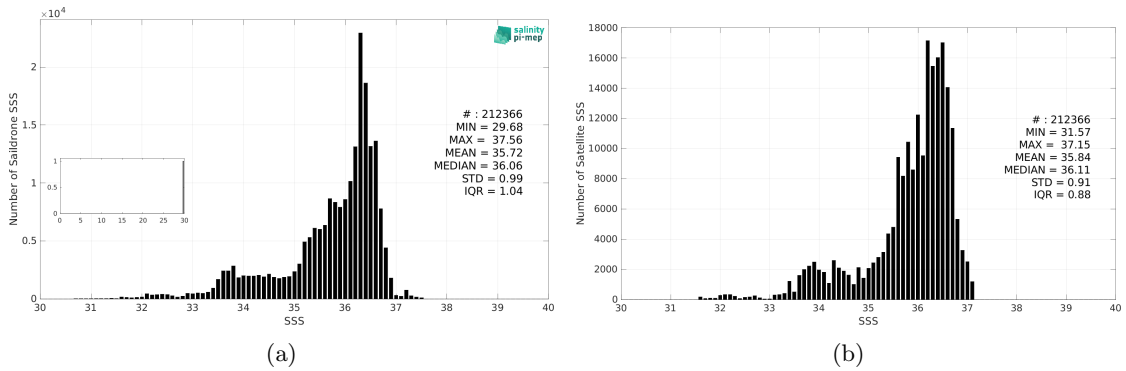 ×10⁴
salinity
pi-mep
2
1.5
1
0.5
0
Number of Saildrone SSS
# : 212366
MIN = 29.68
MAX = 37.56
MEAN = 35.72
MEDIAN = 36.06
STD = 0.99
IQR = 1.04
1
0.5
0
0 5 10 15 20 25 30
30 31 32 33 34 35 36 37 38 39 40
SSS
(a)
18000
16000
14000
12000
10000
8000
6000
4000
2000
0
Number of Satellite SSS
# : 212366
MIN = 31.57
MAX = 37.15
MEAN = 35.84
MEDIAN = 36.11
STD = 0.91
IQR = 0.88
30 31 32 33 34 35 36 37 38 39 40
SSS
(b)